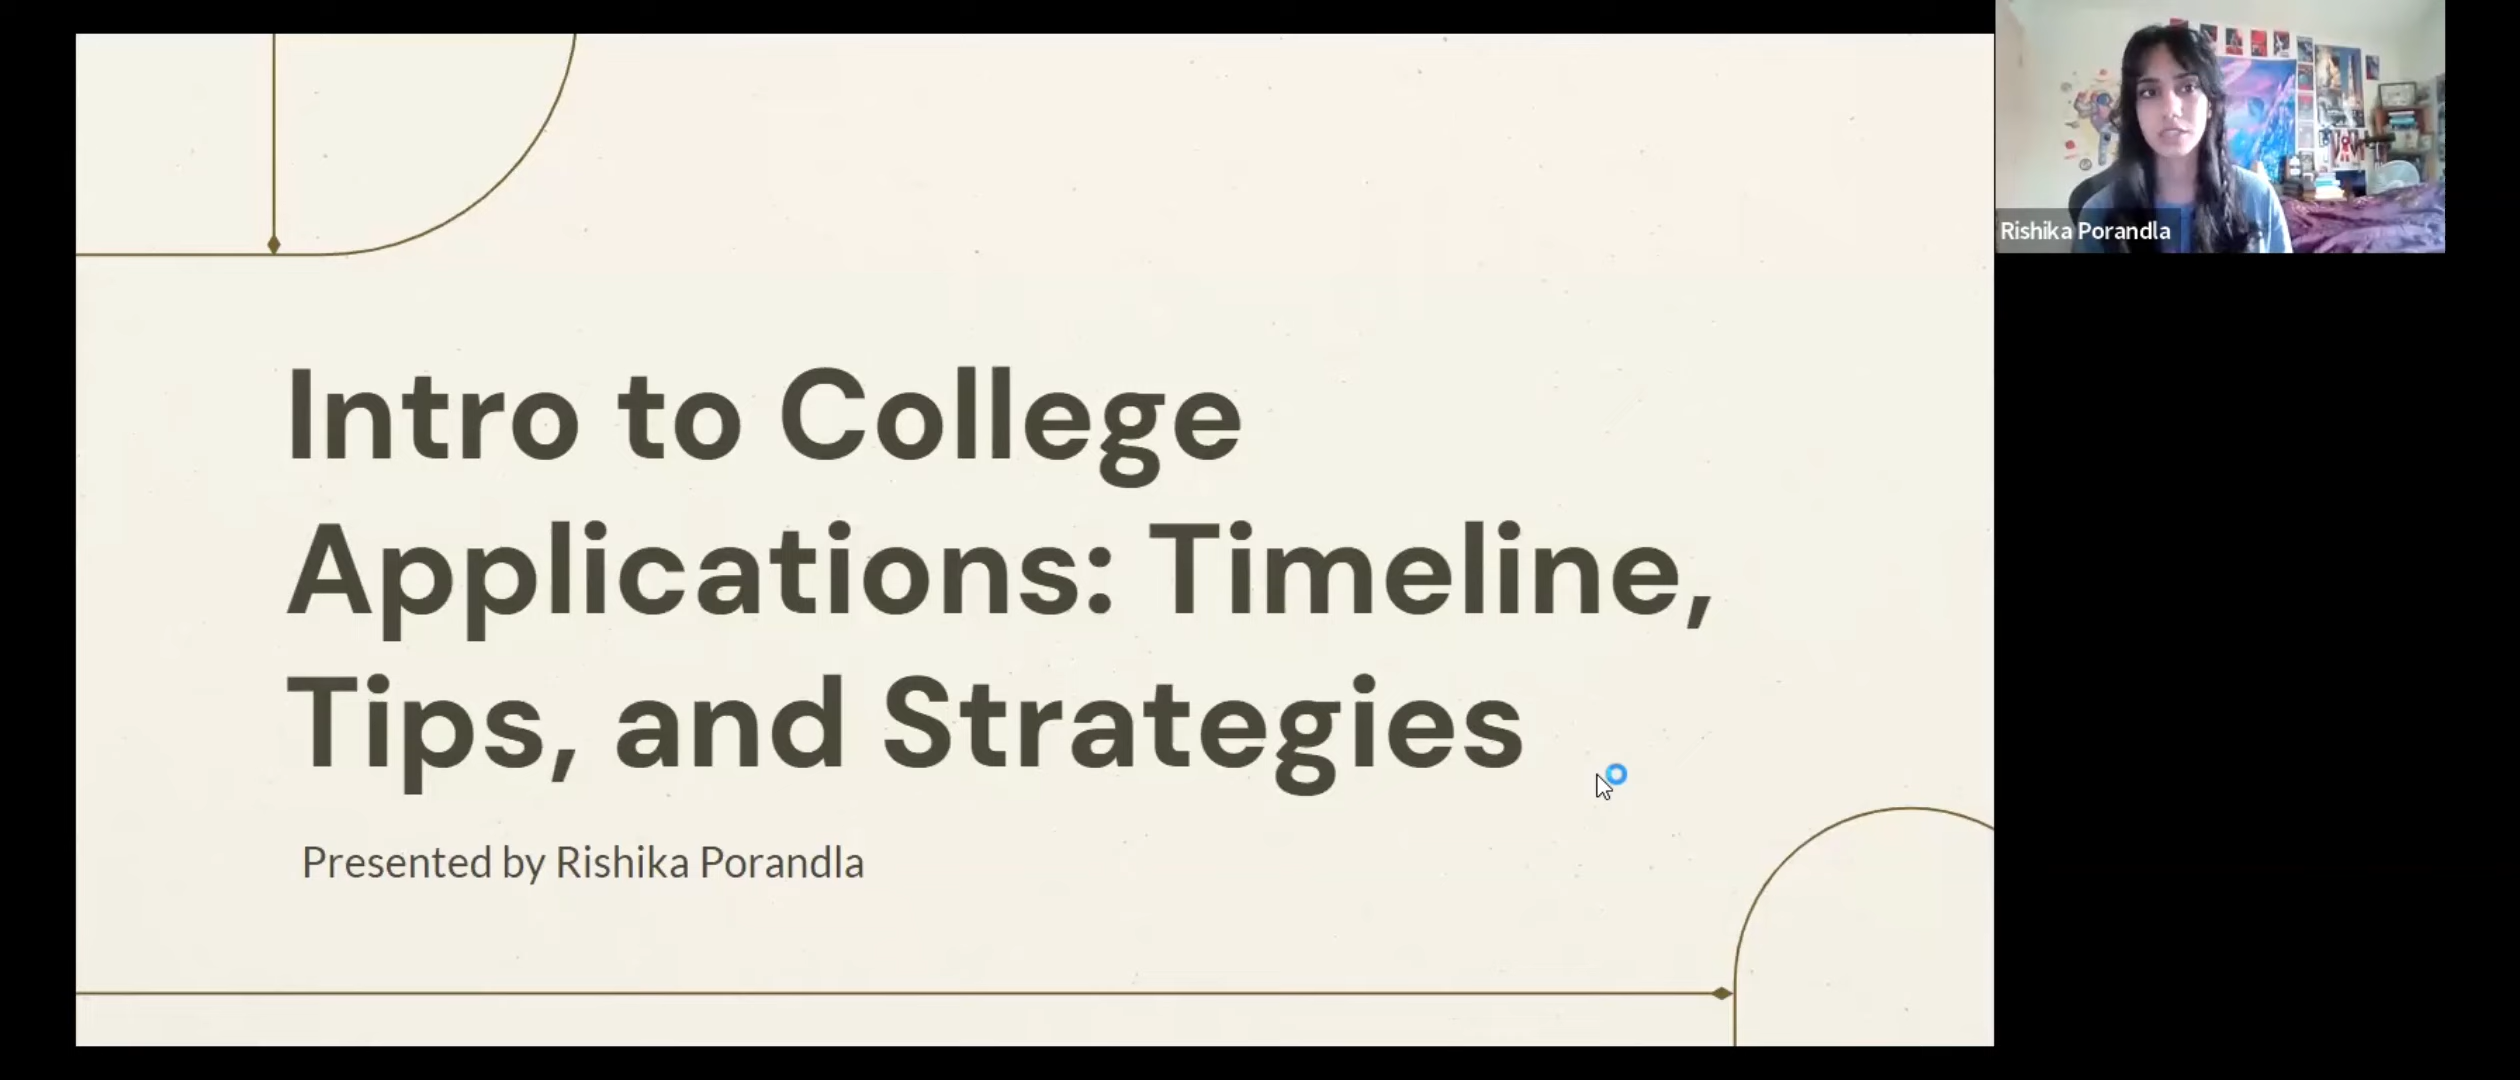 Intro to College
Applications: Timeline,
Tips, and Strategies
Presented by Rishika Porandla
Rishika Porandla